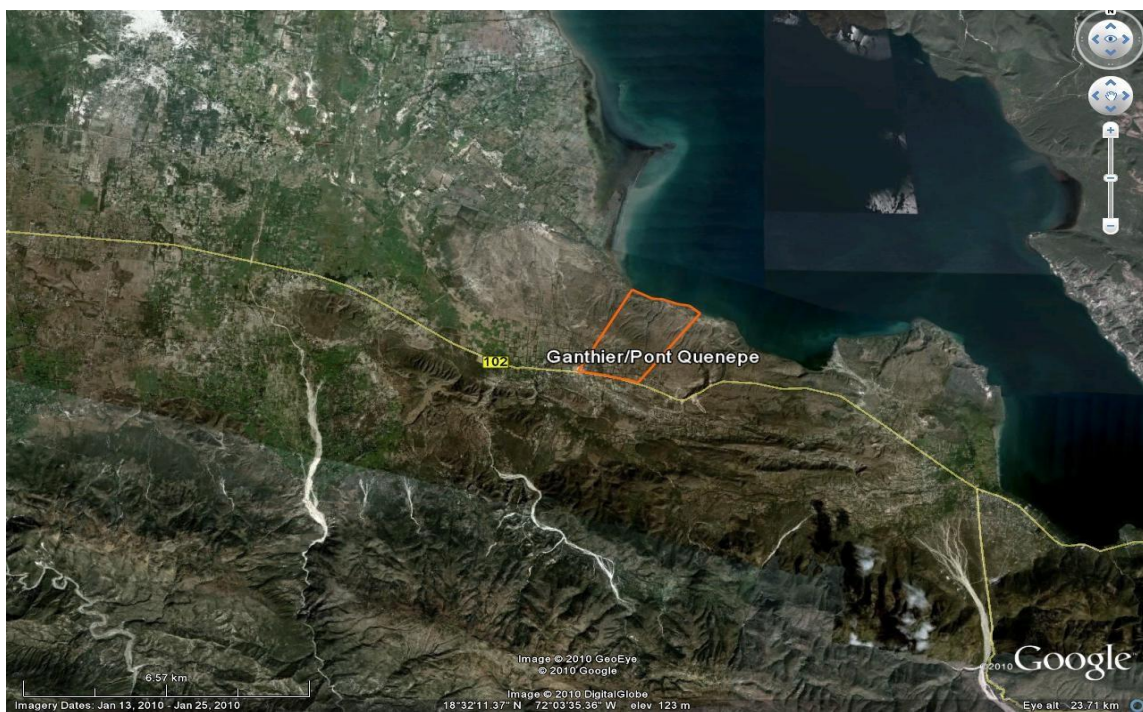 N
102
Ganthier/Pont Quenepe
Image © 2010 GeoEye
© 2010 Google
6.57 km
©2010 Google
Image © 2010 DigitalGlobe
Imagery Dates: Jan 13, 2010 - Jan 25, 2010
18°32'11.37" N 72°03'35.36" W elev 123 m
Eye alt 23.71 km